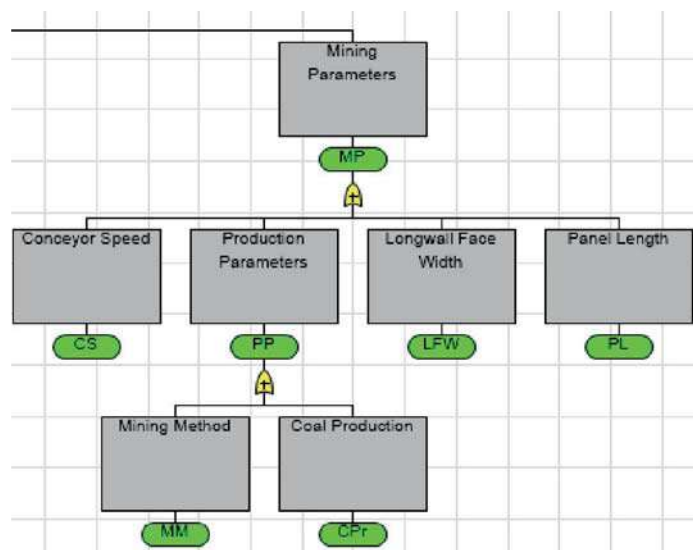 Mining
Parameters
MP
+
Conceyor Speed
Production
Parameters
Longwall Face
Width
Panel Length
CS
PP
LFW
PL
+
Mining Method
Coal Production
MM
CPr